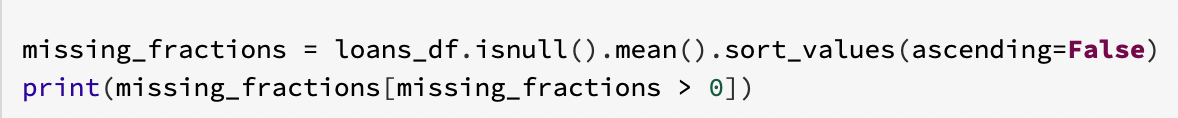 missing_fractions = loans_df.isnull().mean().sort_values(ascending=False)
print(missing_fractions[missing_fractions > 0])